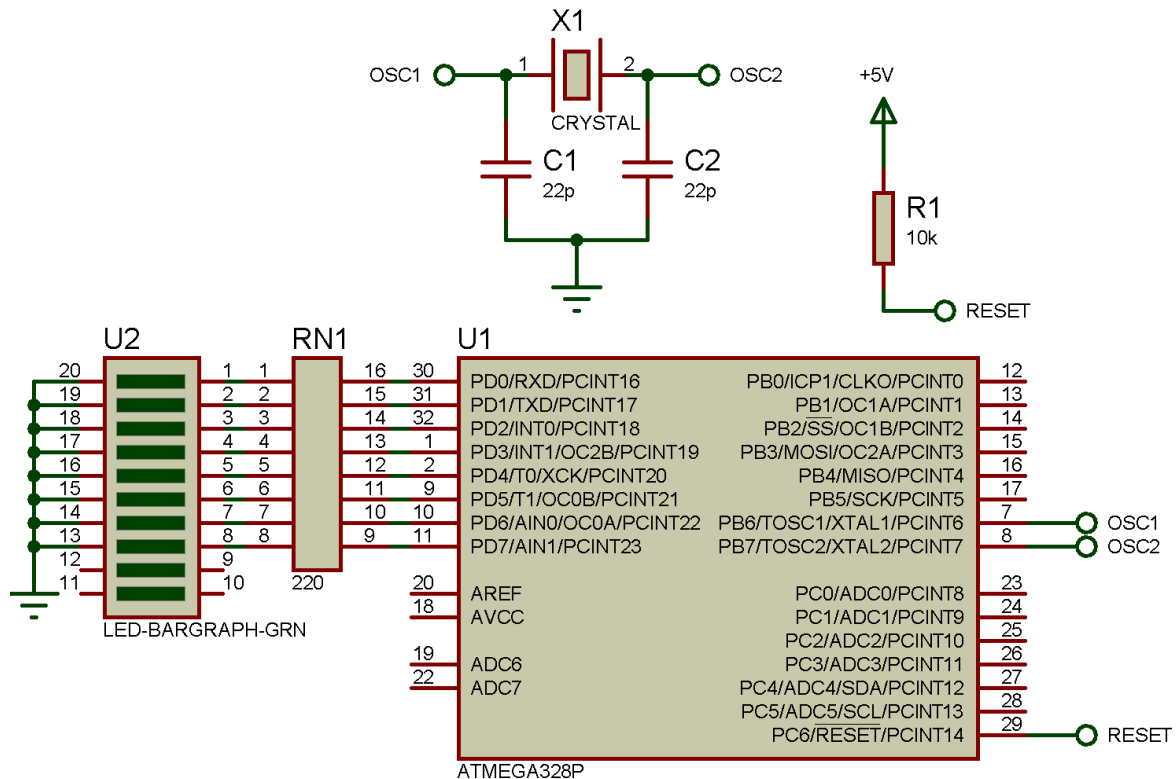 X1
OSC1 1 2 OSC2
CRYSTAL
C1
22p
C2
22p
+5V
R1
10k
RESET
U2
RN1
U1
20 1 1 16 30 PD0/RXD/PCINT16 PB0/ICP1/CLKO/PCINT0 12
19 2 2 15 31 PD1/TXD/PCINT17 PB1/OC1A/PCINT1 13
18 3 3 14 32 PD2/INT0/PCINT18 PB2/SS/OC1B/PCINT2 14
17 4 4 13 1 PD3/INT1/OC2B/PCINT19 PB3/MOSI/OC2A/PCINT3 15
16 5 5 12 2 PD4/T0/XCK/PCINT20 PB4/MISO/PCINT4 16
15 6 6 11 9 PD5/T1/OC0B/PCINT21 PB5/SCK/PCINT5 17
14 7 7 10 10 PD6/AIN0/OC0A/PCINT22 PB6/TOSC1/XTAL1/PCINT6 7 OSC1
13 8 8 9 11 PD7/AIN1/PCINT23 PB7/TOSC2/XTAL2/PCINT7 8 OSC2
12 9
11 10
220
LED-BARGRAPH-GRN
20 AREF PC0/ADC0/PCINT8 23
18 AVCC PC1/ADC1/PCINT9 24
PC2/ADC2/PCINT10 25
19 ADC6 PC3/ADC3/PCINT11 26
22 ADC7 PC4/ADC4/SDA/PCINT12 27
PC5/ADC5/SCL/PCINT13 28
PC6/RESET/PCINT14 29 RESET
ATMEGA328P